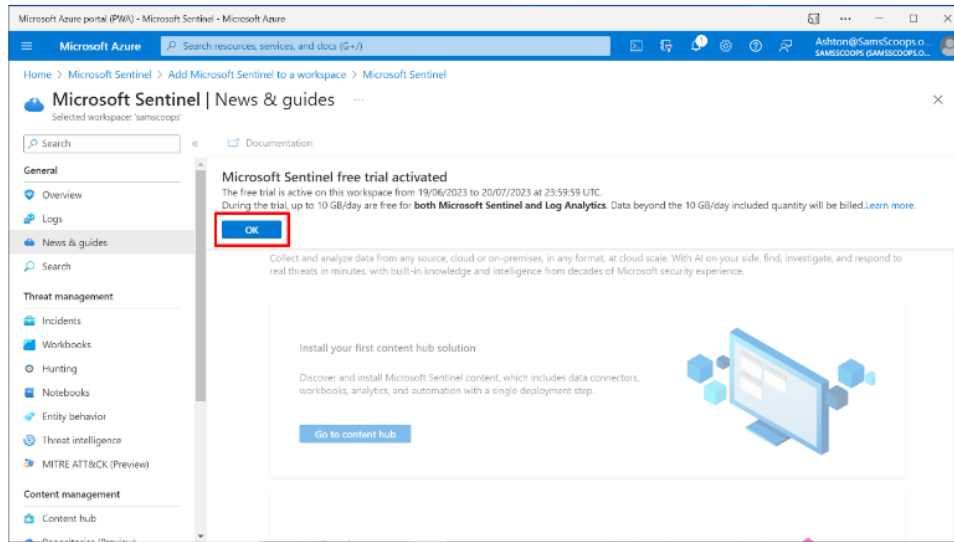 Microsoft Azure portal (PWA) - Microsoft Sentinel - Microsoft Azure
Microsoft Azure
Search resources, services, and docs (G+/)
1
Ashton@SamsScoops.o...
SAMSSCOOPS (SAMSSCOOPS.O...
Home > Microsoft Sentinel > Add Microsoft Sentinel to a workspace > Microsoft Sentinel
Microsoft Sentinel | News & guides ...
Selected workspace: 'samscoops'
Search
Documentation
General
Overview
Logs
News & guides
Search
Threat management
Incidents
Workbooks
Hunting
Notebooks
Entity behavior
Threat intelligence
MITRE ATT&CK (Preview)
Content management
Content hub
Repositories (Preview)
Microsoft Sentinel free trial activated
The free trial is active on this workspace from 19/06/2023 to 20/07/2023 at 23:59:59 UTC.
During the trial, up to 10 GB/day are free for both Microsoft Sentinel and Log Analytics. Data beyond the 10 GB/day included quantity will be billed.Learn more.
OK
Collect and analyze data from any source, cloud or on-premises, in any format, at cloud scale. With AI on your side, find, investigate, and respond to
real threats in minutes, with built-in knowledge and intelligence from decades of Microsoft security experience.
Install your first content hub solution
Discover and install Microsoft Sentinel content, which includes data connectors,
workbooks, analytics, and automation with a single deployment step.
Go to content hub